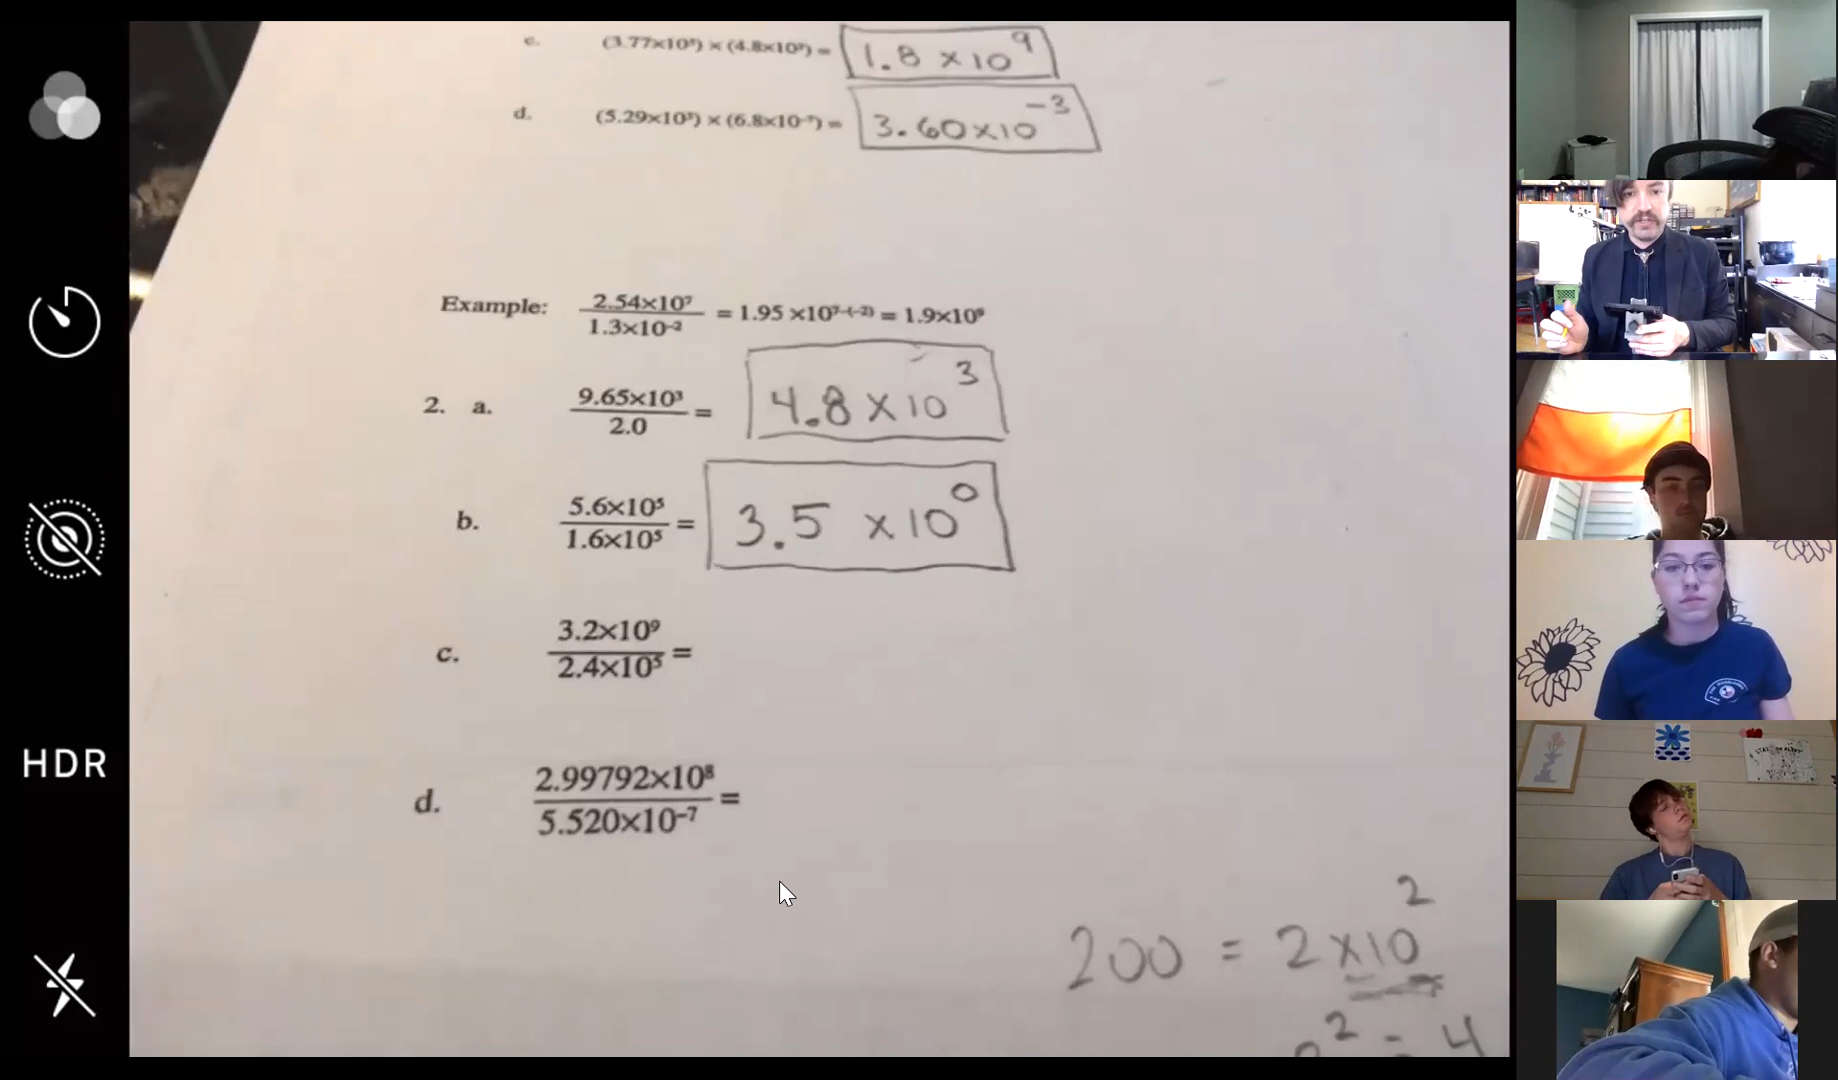 c. (3.77×10⁵) × (4.8×10³) = 1.8 ×10⁹
d. (5.29×10³) × (6.8×10⁻⁷) = 3.60×10⁻³
Example: 2.54×10⁷ / 1.3×10⁻² = 1.95 ×10⁷⁻⁽⁻²⁾ = 1.9×10⁹
2. a. 9.65×10³ / 2.0 = 4.8 ×10³
b. 5.6×10⁵ / 1.6×10⁵ = 3.5 ×10⁰
c. 3.2×10⁹ / 2.4×10⁵ =
HDR
d. 2.99792×10⁸ / 5.520×10⁻⁷ =
200 = 2 ×10²